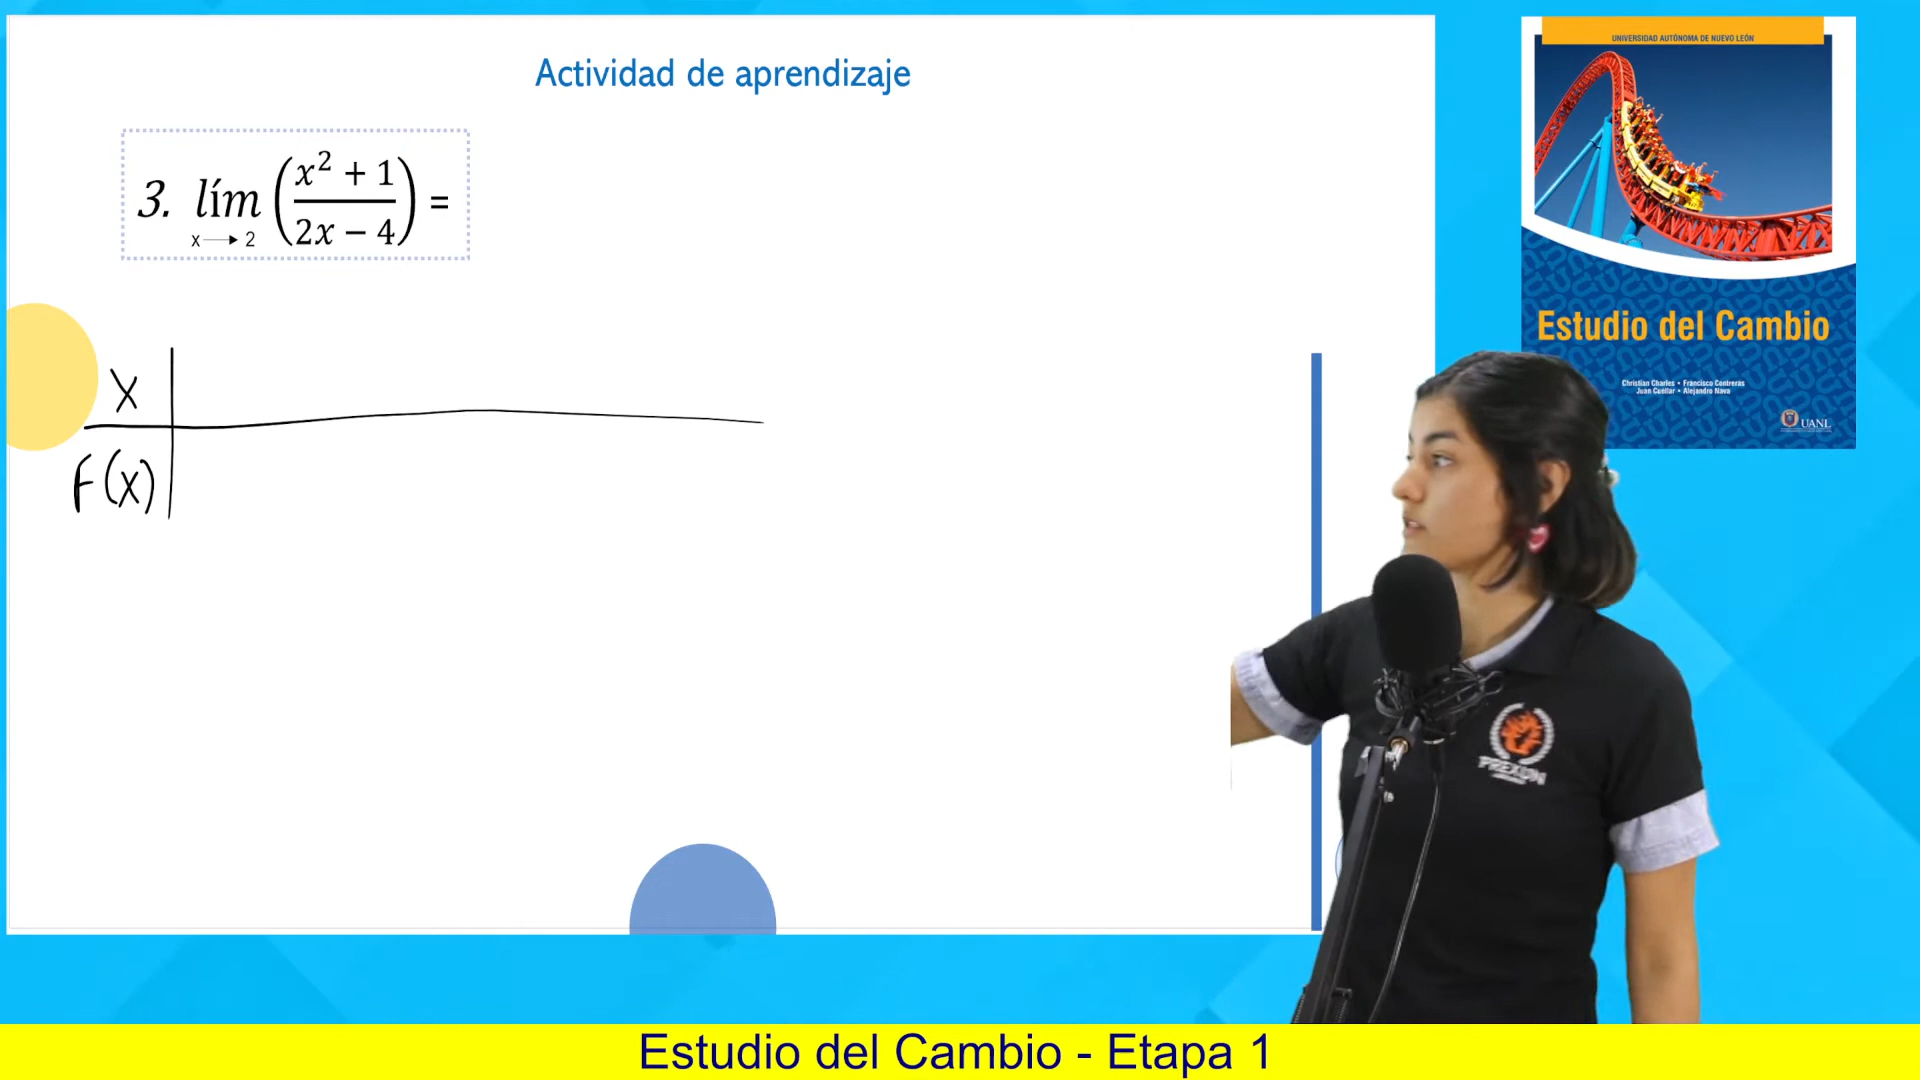 Actividad de aprendizaje
3. lím x → 2 (x² + 1 / 2x − 4) =
X
F(X)
UNIVERSIDAD AUTÓNOMA DE NUEVO LEÓN
Estudio del Cambio
Christian Charles • Francisco Contreras
Juan Cuellar • Alejandro Nava
UANL
PREXUN
Estudio del Cambio - Etapa 1